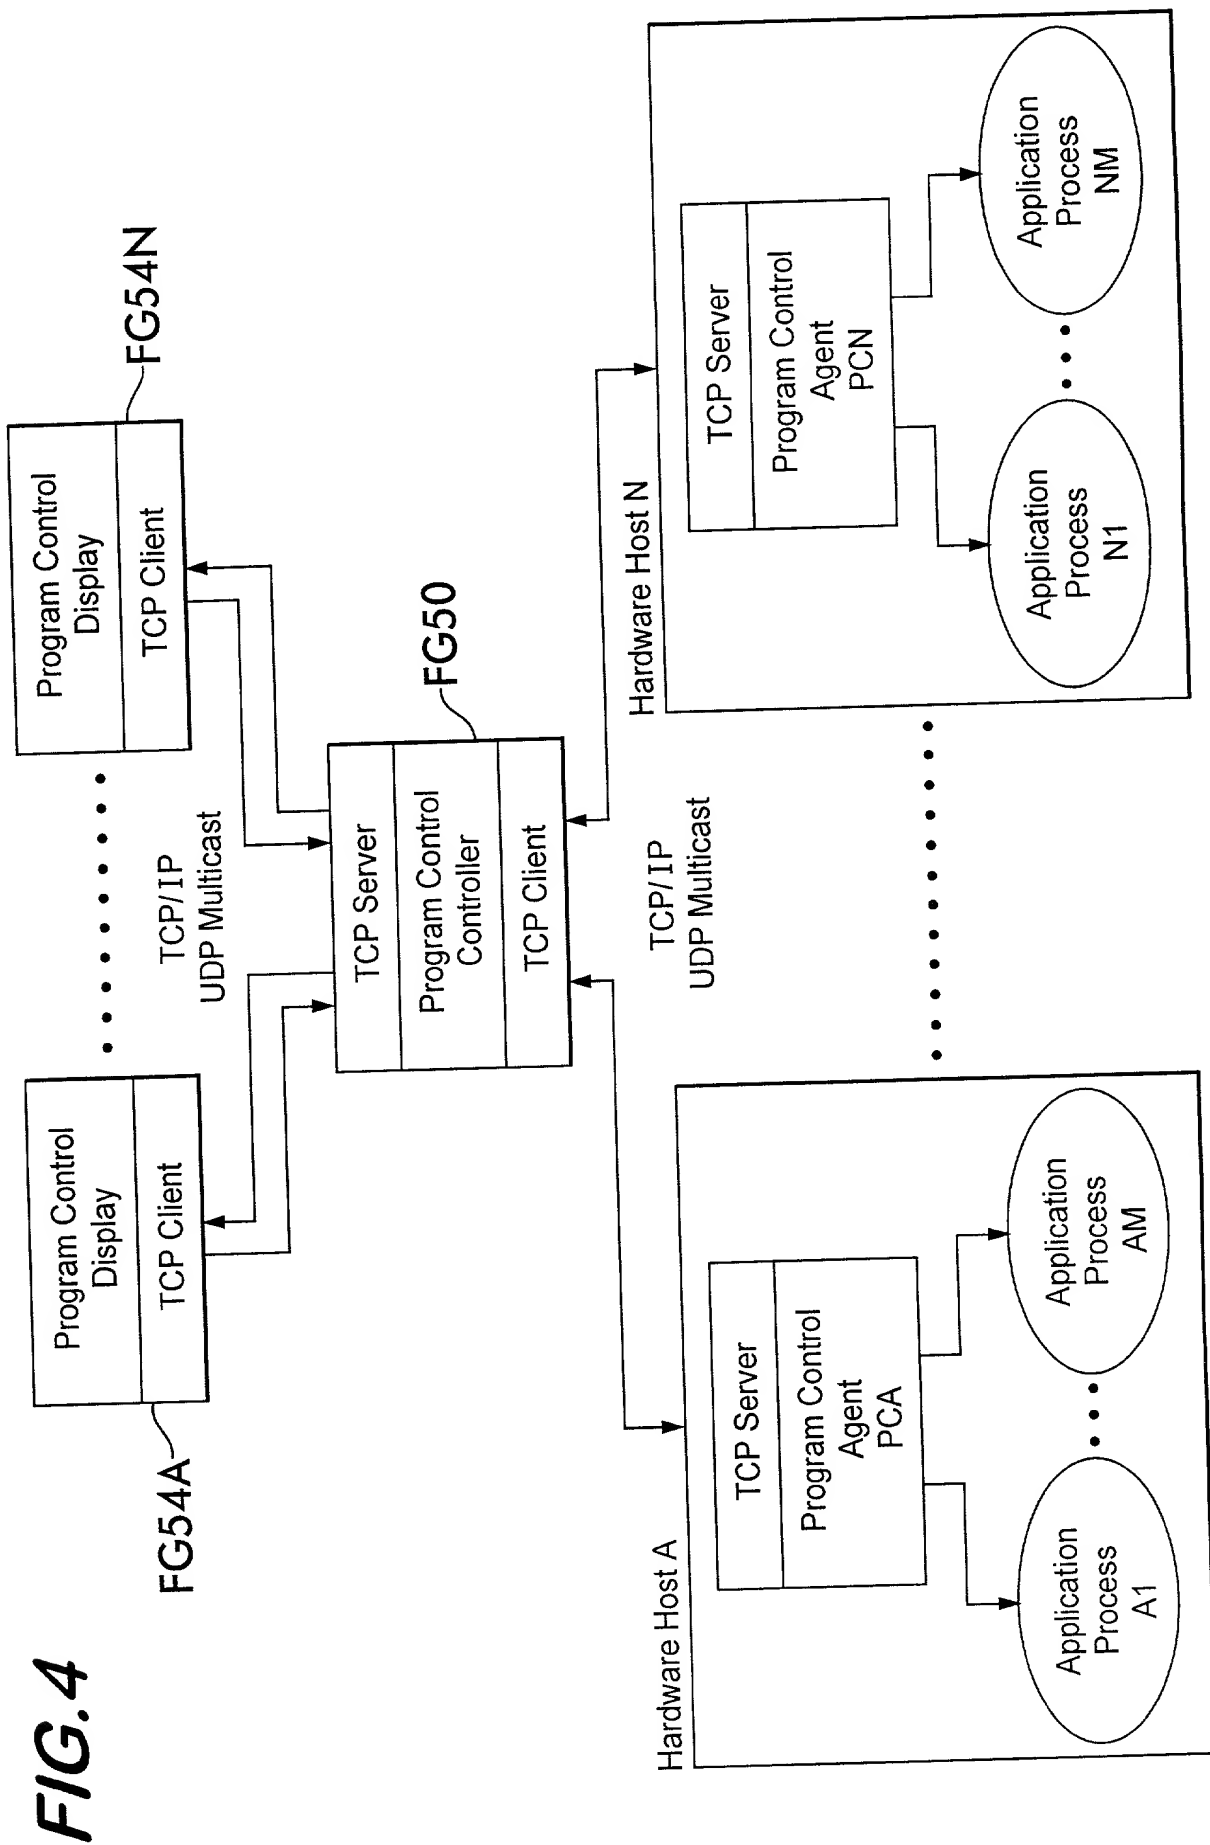 FIG.4
Program Control
Display
TCP Client
FG54A
Program Control
Display
TCP Client
FG54N
TCP/IP
UDP Multicast
TCP Server
Program Control
Controller
TCP Client
FG50
TCP/IP
UDP Multicast
Hardware Host A
TCP Server
Program Control
Agent
PCA
Application
Process
A1
Application
Process
AM
Hardware Host N
TCP Server
Program Control
Agent
PCN
Application
Process
N1
Application
Process
NM